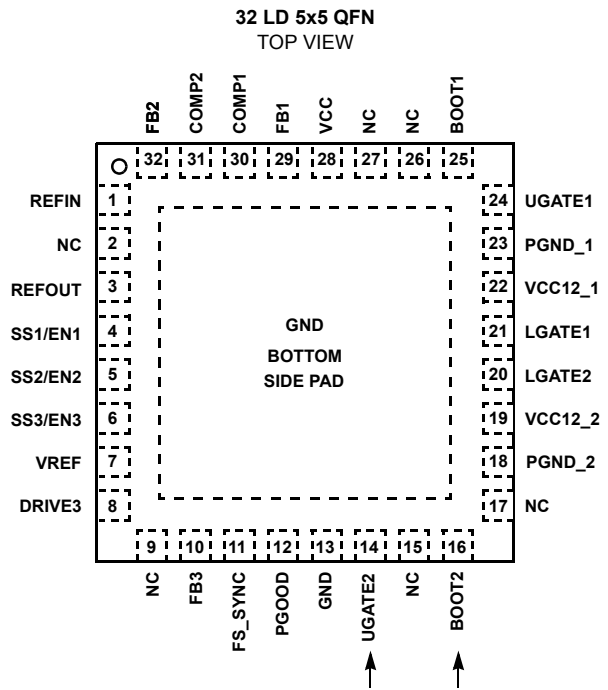 32 LD 5x5 QFN
TOP VIEW
FB2
COMP2
COMP1
FB1
VCC
NC
NC
BOOT1
32
31
30
29
28
27
26
25
REFIN 1
NC 2
REFOUT 3
SS1/EN1 4
SS2/EN2 5
SS3/EN3 6
VREF 7
DRIVE3 8
GND
BOTTOM
SIDE PAD
24 UGATE1
23 PGND_1
22 VCC12_1
21 LGATE1
20 LGATE2
19 VCC12_2
18 PGND_2
17 NC
9
10
11
12
13
14
15
16
NC
FB3
FS_SYNC
PGOOD
GND
UGATE2
NC
BOOT2